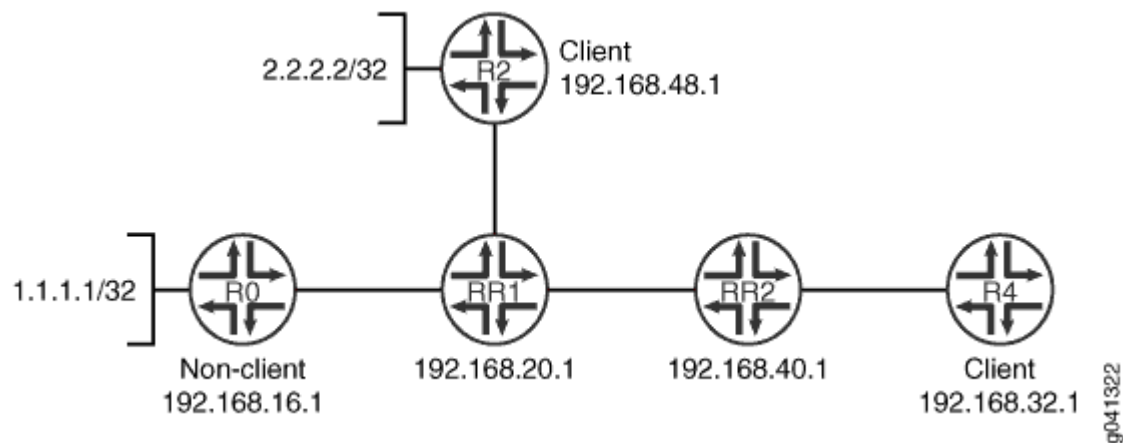 2.2.2.2/32
R2
Client
192.168.48.1
1.1.1.1/32
R0
RR1
RR2
R4
Non-client
192.168.16.1
192.168.20.1
192.168.40.1
Client
192.168.32.1
g041322